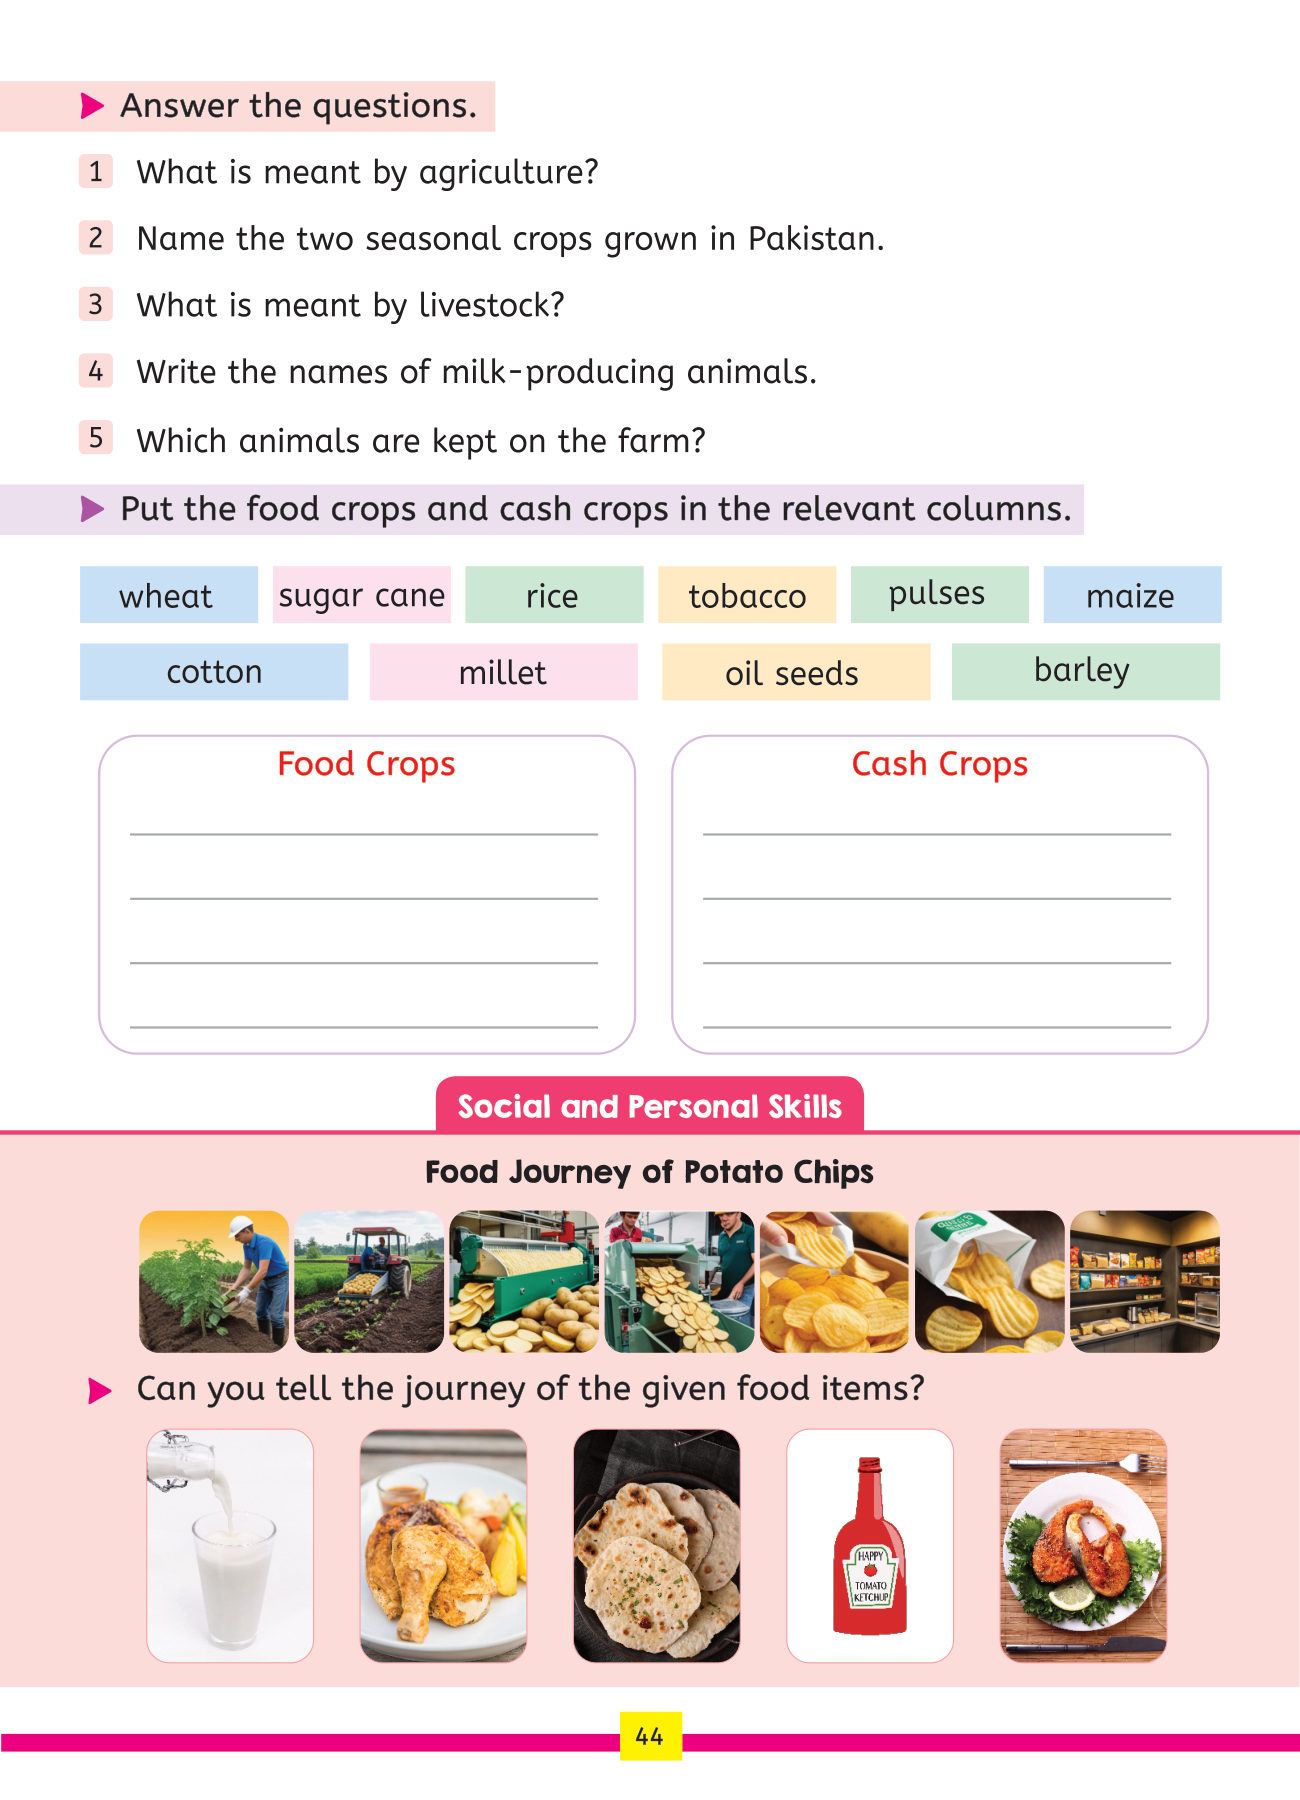 Answer the questions.
1 What is meant by agriculture?
2 Name the two seasonal crops grown in Pakistan.
3 What is meant by livestock?
4 Write the names of milk-producing animals.
5 Which animals are kept on the farm?
Put the food crops and cash crops in the relevant columns.
wheat sugar cane rice tobacco pulses maize
cotton millet oil seeds barley
Food Crops
Cash Crops
Social and Personal Skills
Food Journey of Potato Chips
Can you tell the journey of the given food items?
HAPPY
TOMATO
KETCHUP
44